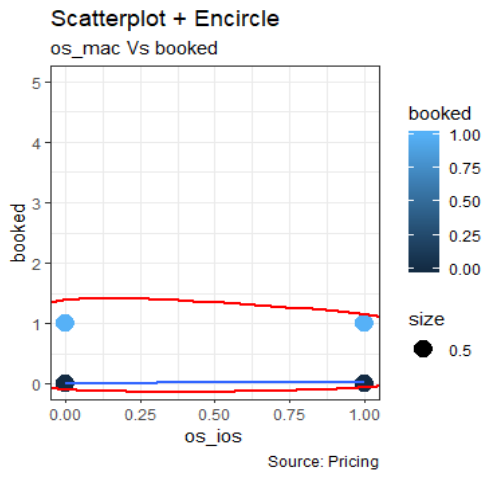 Scatterplot + Encircle
os_mac Vs booked
5
4
3
2
1
0
booked
0.00
0.25
0.50
0.75
1.00
os_ios
Source: Pricing
booked
1.00
0.75
0.50
0.25
0.00
size
0.5